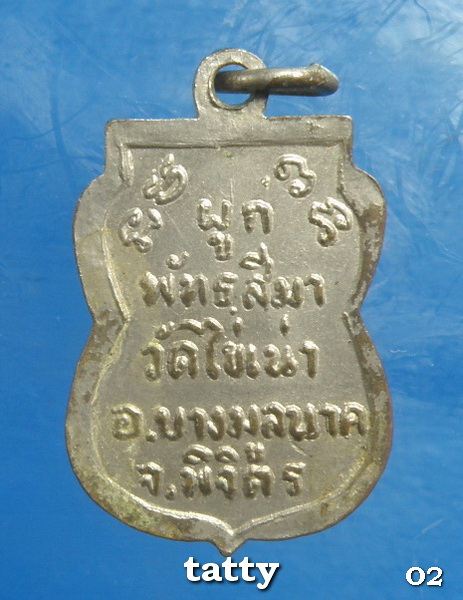 ผูก
พัทธสีมา
วัดไข่เน่า
อ.บางมูลนาค
จ.พิจิตร
tatty
02